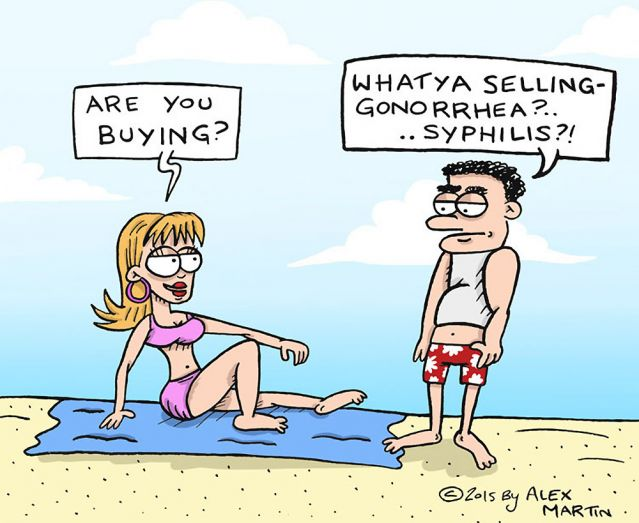 ARE YOU
BUYING?
WHATYA SELLING-
GONORRHEA?..
..SYPHILIS?!
©2015 BY ALEX
MARTIN